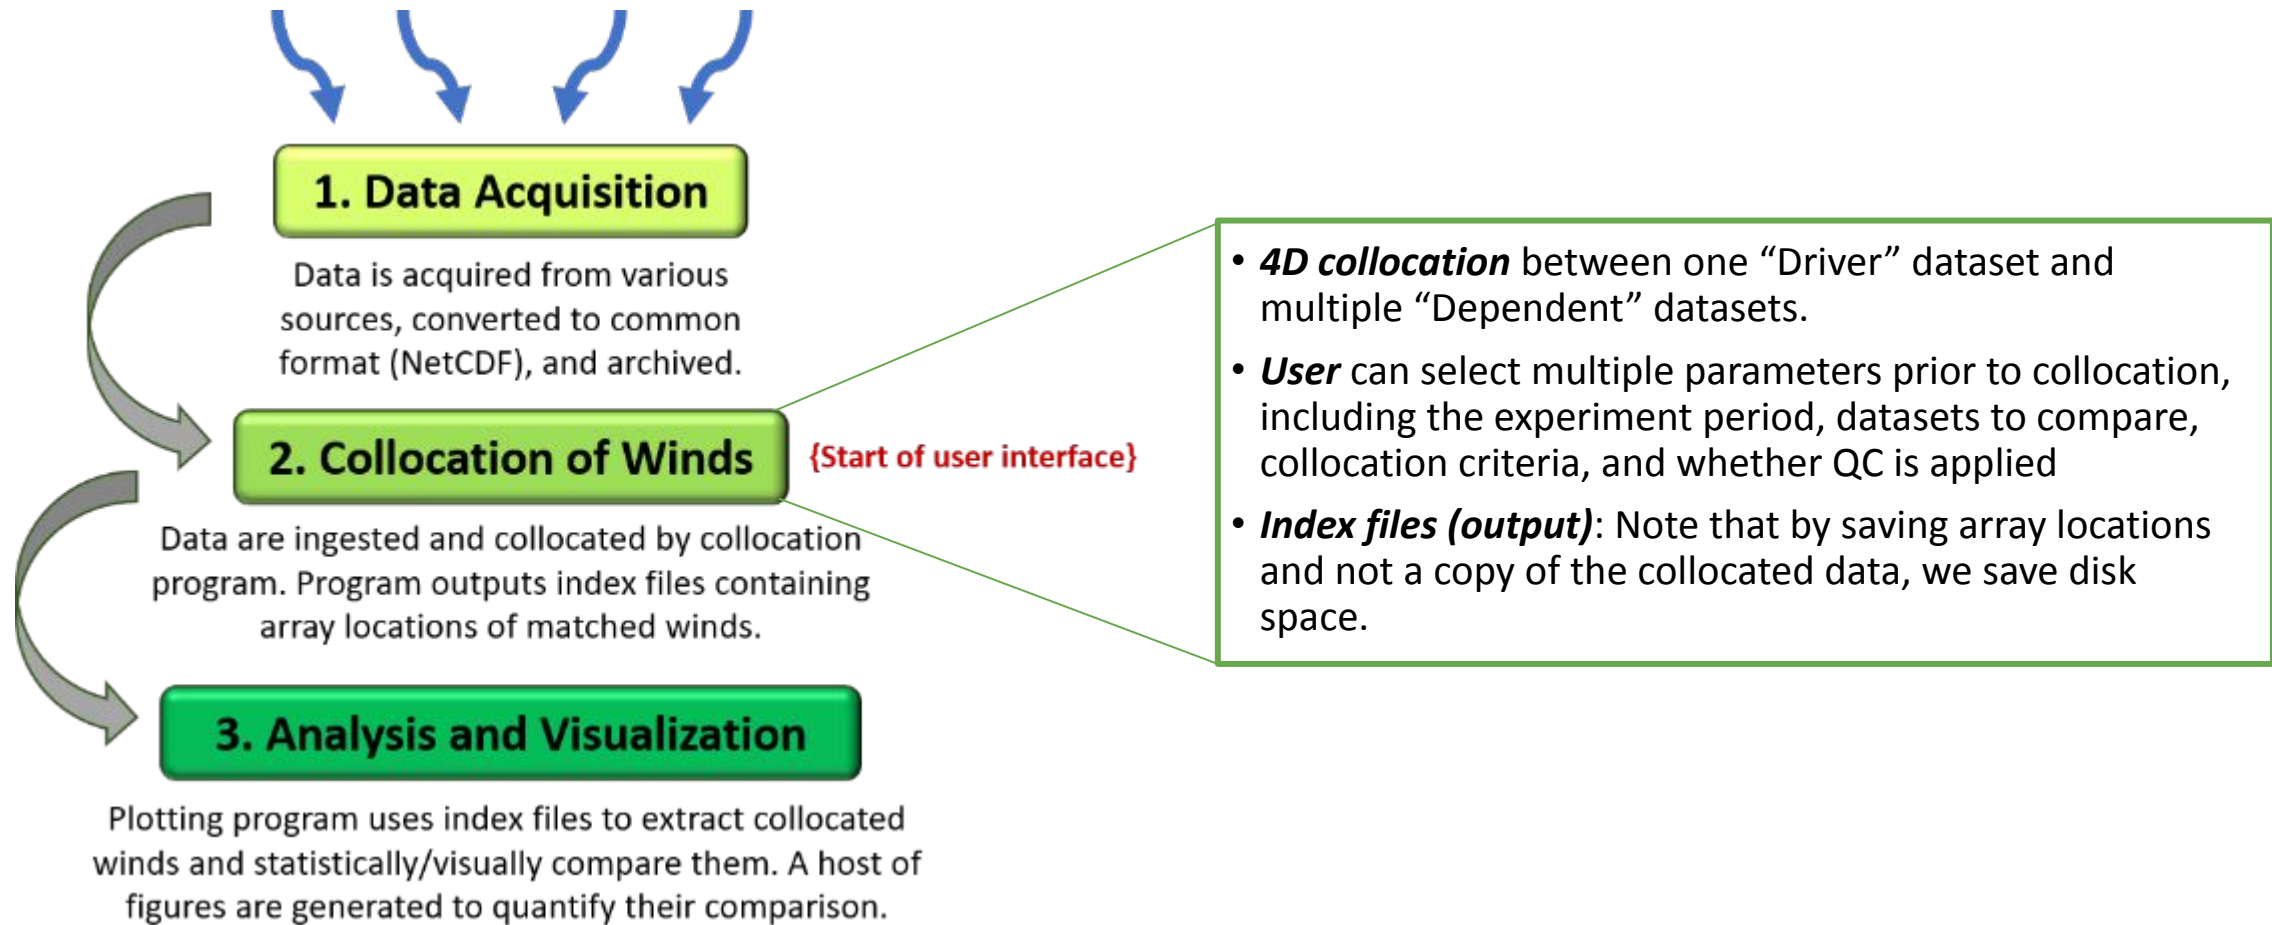 1. Data Acquisition
Data is acquired from various
sources, converted to common
format (NetCDF), and archived.
2. Collocation of Winds
{Start of user interface}
Data are ingested and collocated by collocation
program. Program outputs index files containing
array locations of matched winds.
3. Analysis and Visualization
Plotting program uses index files to extract collocated
winds and statistically/visually compare them. A host of
figures are generated to quantify their comparison.
• 4D collocation between one “Driver” dataset and
multiple “Dependent” datasets.
• User can select multiple parameters prior to collocation,
including the experiment period, datasets to compare,
collocation criteria, and whether QC is applied
• Index files (output): Note that by saving array locations
and not a copy of the collocated data, we save disk
space.